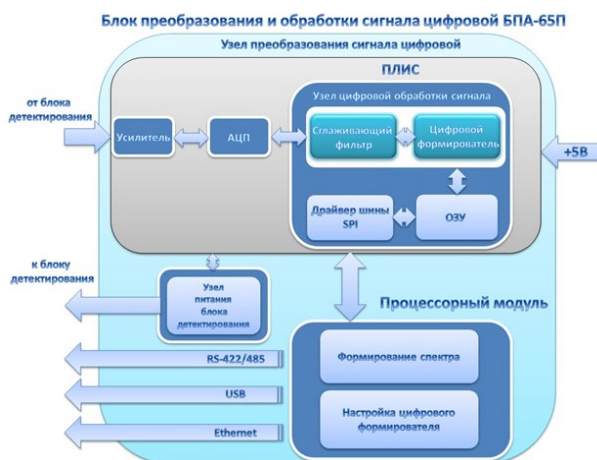 Блок преобразования и обработки сигнала цифровой БПА-65П
Узел преобразования сигнала цифровой
ПЛИС
Узел цифровой обработки сигнала
от блока
детектирования
Усилитель
АЦП
Сглаживающий
фильтр
Цифровой
формирователь
+5В
Драйвер шины
SPI
ОЗУ
к блоку
детектирования
Узел
питания
блока
детектирования
Процессорный модуль
RS-422/485
Формирование спектра
USB
Настройка цифрового
формирователя
Ethernet